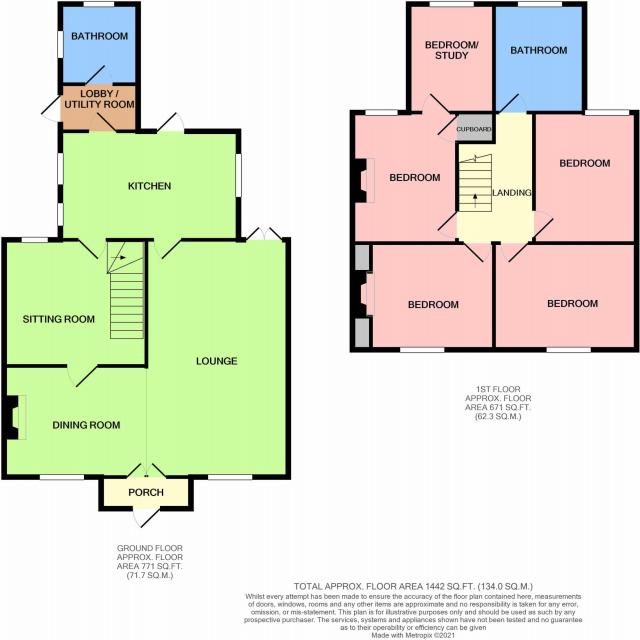 BATHROOM
LOBBY /
UTILITY ROOM
KITCHEN
SITTING ROOM
LOUNGE
DINING ROOM
PORCH
GROUND FLOOR
APPROX. FLOOR
AREA 771 SQ.FT.
(71.7 SQ.M.)
BEDROOM/
STUDY
BATHROOM
CUPBOARD
BEDROOM
LANDING
BEDROOM
BEDROOM
BEDROOM
1ST FLOOR
APPROX. FLOOR
AREA 671 SQ.FT.
(62.3 SQ.M.)
TOTAL APPROX. FLOOR AREA 1442 SQ.FT. (134.0 SQ.M.)
Whilst every attempt has been made to ensure the accuracy of the floor plan contained here, measurements
of doors, windows, rooms and any other items are approximate and no responsibility is taken for any error,
omission, or mis-statement. This plan is for illustrative purposes only and should be used as such by any
prospective purchaser. The services, systems and appliances shown have not been tested and no guarantee
as to their operability or efficiency can be given
Made with Metropix ©2021